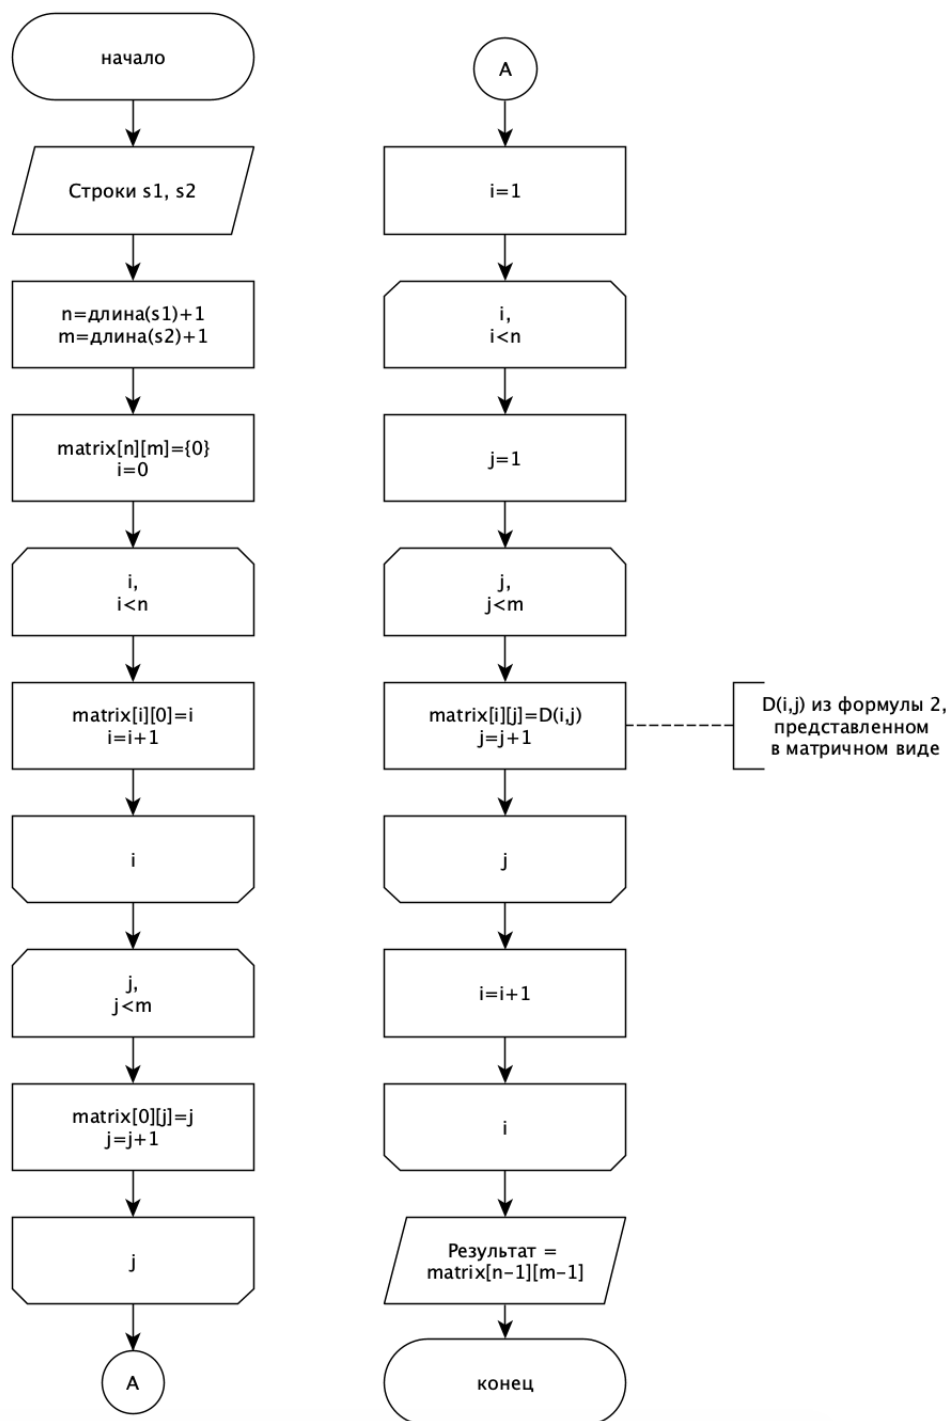 начало
Строки s1, s2
n=длина(s1)+1
m=длина(s2)+1
matrix[n][m]={0}
i=0
i,
i<n
matrix[i][0]=i
i=i+1
i
j,
j<m
matrix[0][j]=j
j=j+1
j
A
A
i=1
i,
i<n
j=1
j,
j<m
matrix[i][j]=D(i,j)
j=j+1
D(i,j) из формулы 2,
представленном
в матричном виде
j
i=i+1
i
Результат =
matrix[n-1][m-1]
конец